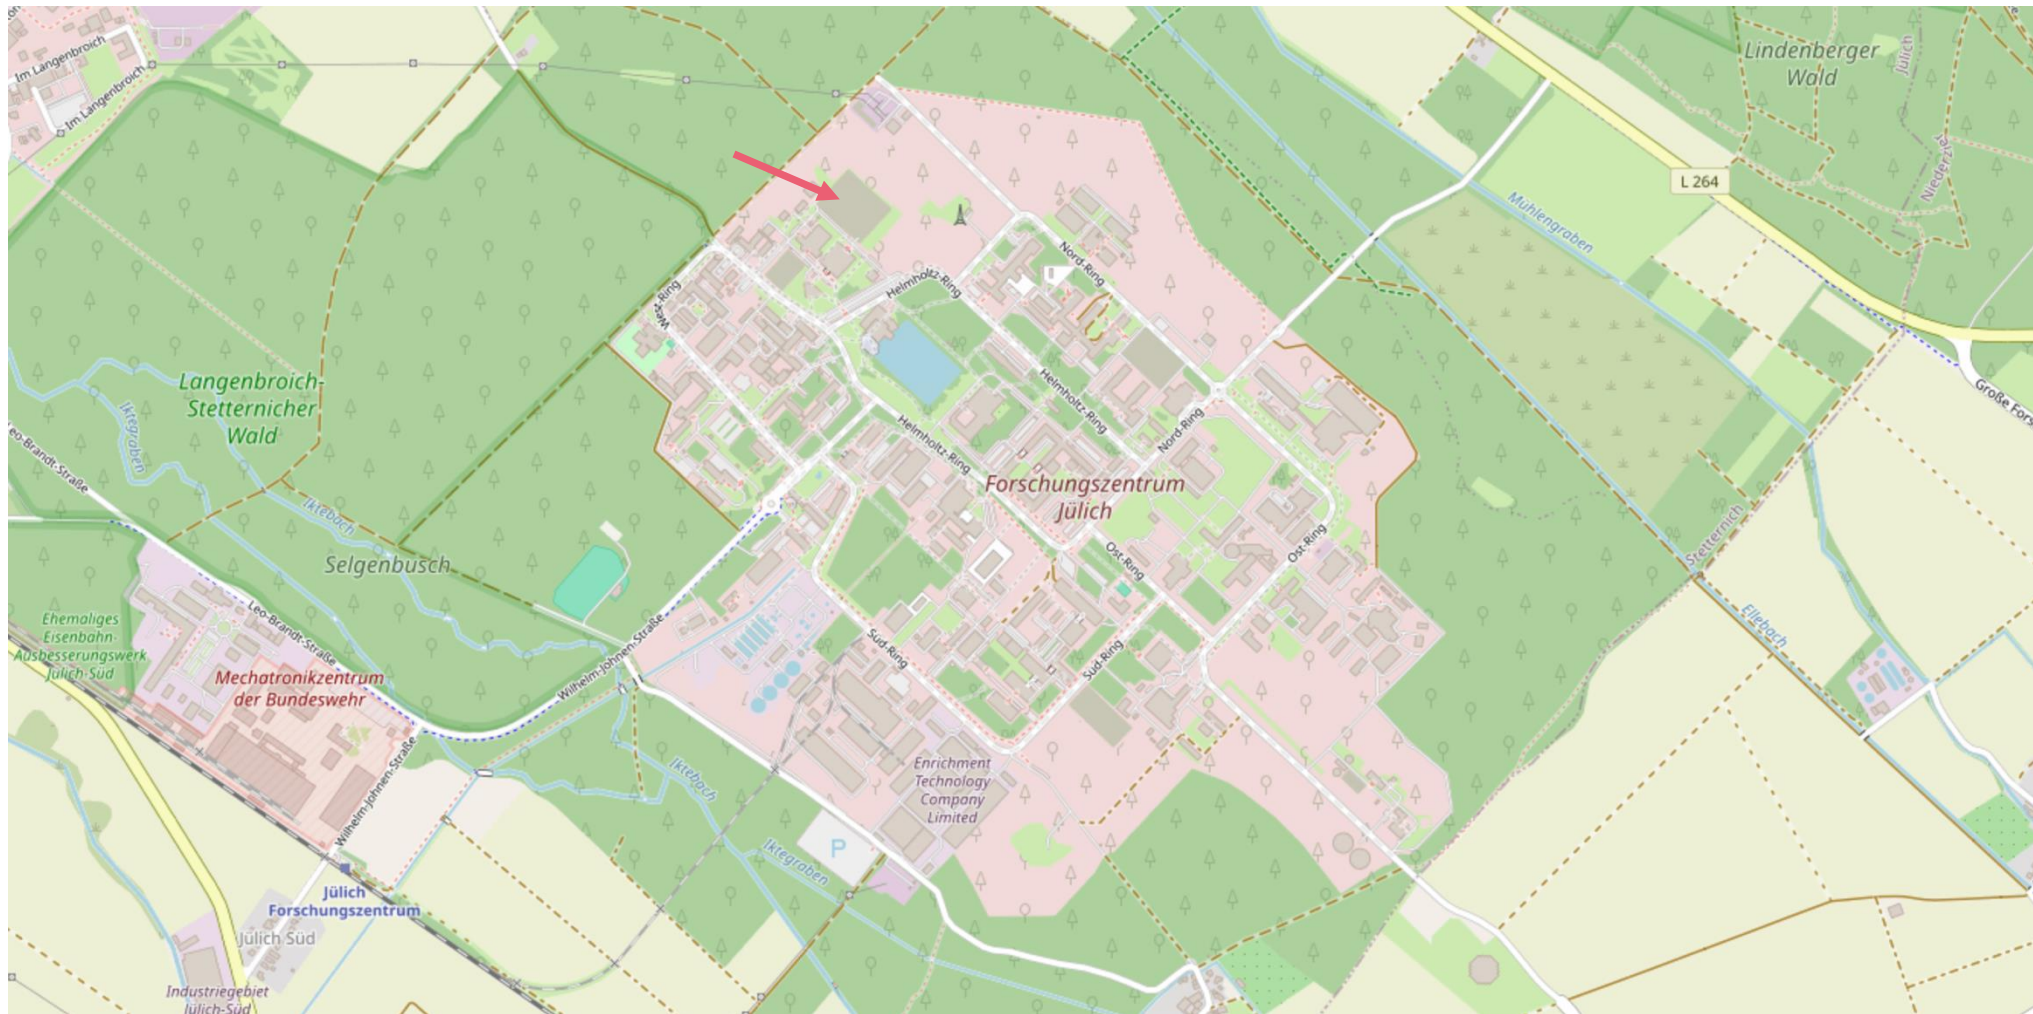 Im Langenbroich
Im Langenbroich
Lindenberger
Wald
Jülich
Niederzier
L 264
Mühlengraben
Nord-Ring
Helmholtz-Ring
West-Ring
Langenbroich-
Stetternicher
Wald
Iktegraben
Leo-Brandt-Straße
Helmholtz-Ring
Helmholtz-Ring
Nord-Ring
Große Fors
Forschungszentrum
Jülich
Iktebach
Selgenbusch
Ost-Ring
Ost-Ring
Stetternich
Ellebach
Ehemaliges
Eisenbahn-
Ausbesserungswerk
Jülich-Süd
Leo-Brandt-Straße
Wilhelm-Johnen-Straße
Süd-Ring
Süd-Ring
Mechatronikzentrum
der Bundeswehr
Wilhelm-Johnen-Straße
Iktebach
Enrichment
Technology
Company
Limited
P
Iktegraben
Jülich
Forschungszentrum
Jülich Süd
Industriegebiet
Jülich-Süd